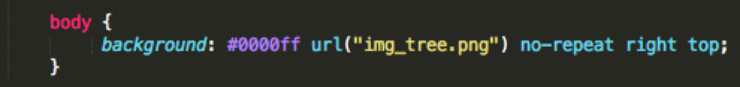 body {
background: #0000ff url("img_tree.png") no-repeat right top;
}